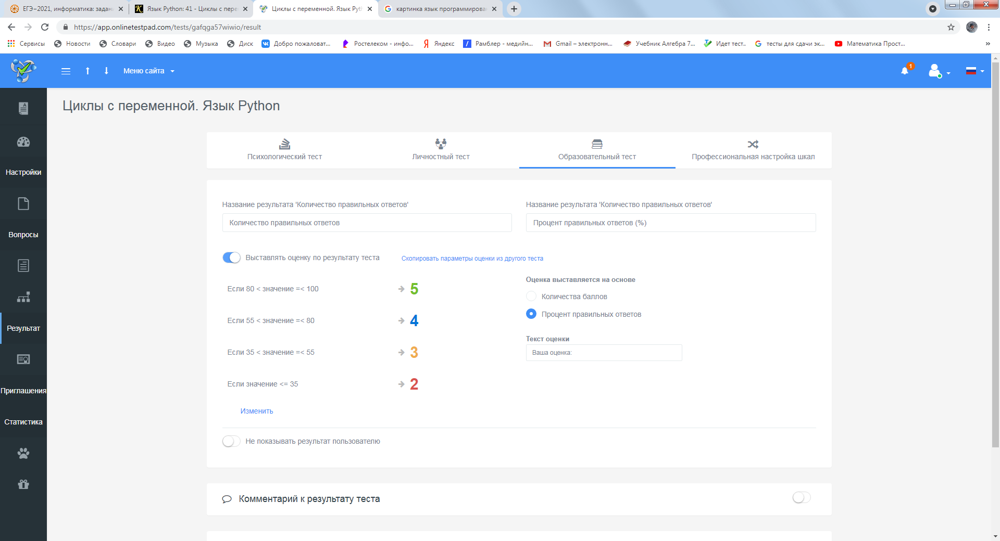 ЕГЭ–2021, информатика: задани
Язык Python: 41 - Циклы с пере
Циклы с переменной. Язык Pyth
картинка язык программирован
https://app.onlinetestpad.com/tests/gafqga57wiwio/result
Сервисы
Новости
Словари
Видео
Музыка
Диск
Добро пожаловат...
Ростелеком - инфо...
Яндекс
Рамблер - медийн...
Gmail – электронн...
Учебник Алгебра 7...
Идет тест..
тесты для сдачи эк...
Математика Прост...
»
Меню сайта
1
Циклы с переменной. Язык Python
Настройки
Вопросы
Результат
Приглашения
Статистика
Психологический тест
Личностный тест
Образовательный тест
Профессиональная настройка шкал
Название результата 'Количество правильных ответов'
Название результата 'Количество правильных ответов'
Количество правильных ответов
Процент правильных ответов (%)
Выставлять оценку по результату теста
Скопировать параметры оценки из другого теста
Если 80 < значение =< 100
5
Если 55 < значение =< 80
4
Если 35 < значение =< 55
3
Если значение <= 35
2
Изменить
Оценка выставляется на основе
Количества баллов
Процент правильных ответов
Текст оценки
Ваша оценка:
Не показывать результат пользователю
Комментарий к результату теста